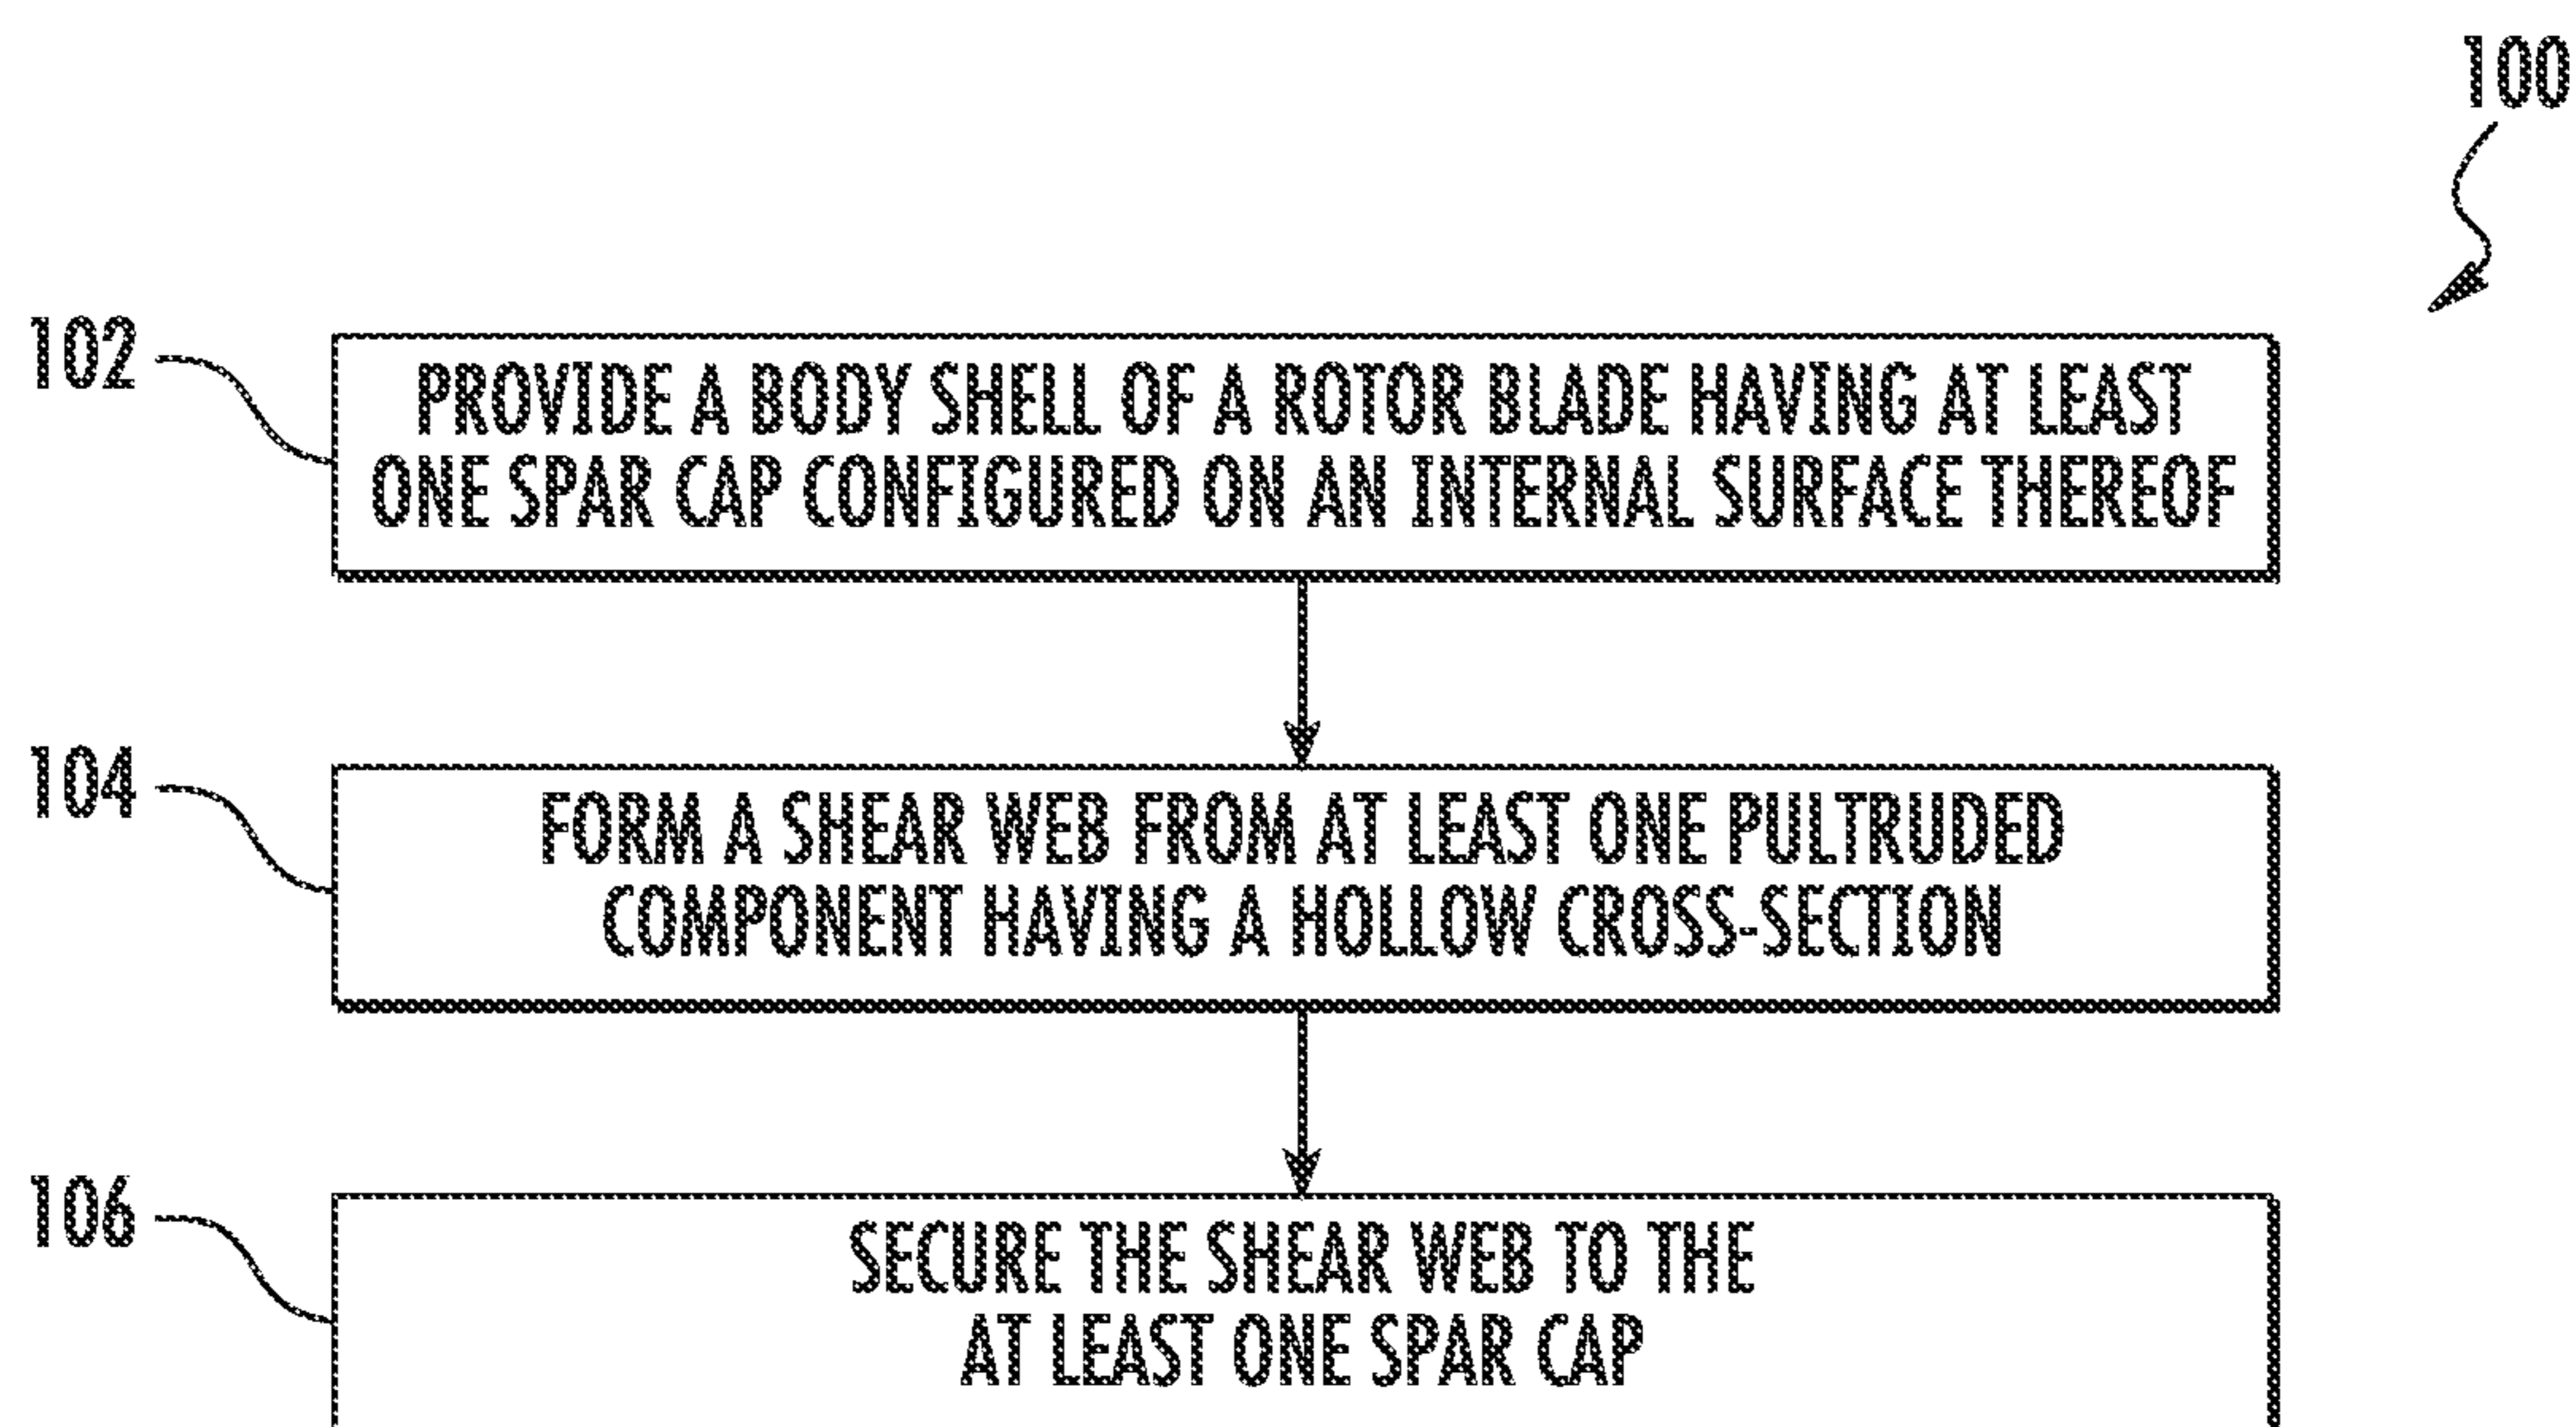 100
102
PROVIDE A BODY SHELL OF A ROTOR BLADE HAVING AT LEAST
ONE SPAR CAP CONFIGURED ON AN INTERNAL SURFACE THEREOF
104
FORM A SHEAR WEB FROM AT LEAST ONE PULTRUDED
COMPONENT HAVING A HOLLOW CROSS-SECTION
106
SECURE THE SHEAR WEB TO THE
AT LEAST ONE SPAR CAP